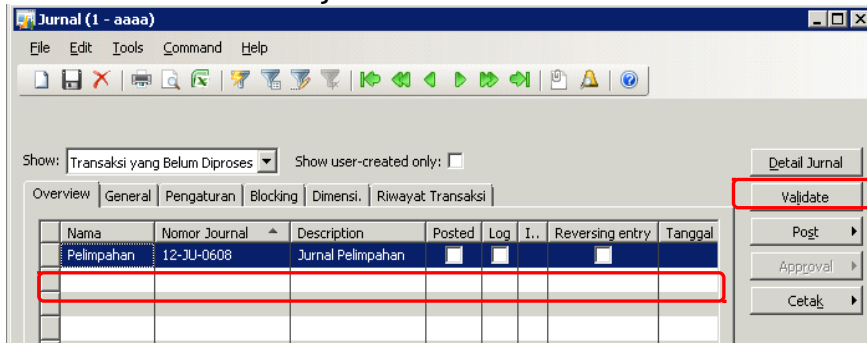 Jurnal (1 - aaaa)
File Edit Tools Command Help
Show: Transaksi yang Belum Diproses Show user-created only:
Detail Jurnal
Overview General Pengaturan Blocking Dimensi. Riwayat Transaksi
Validate
Nama Nomor Journal Description Posted Log I.. Reversing entry Tanggal
Post
Pelimpahan 12-JU-0608 Jurnal Pelimpahan
Approval
Cetak